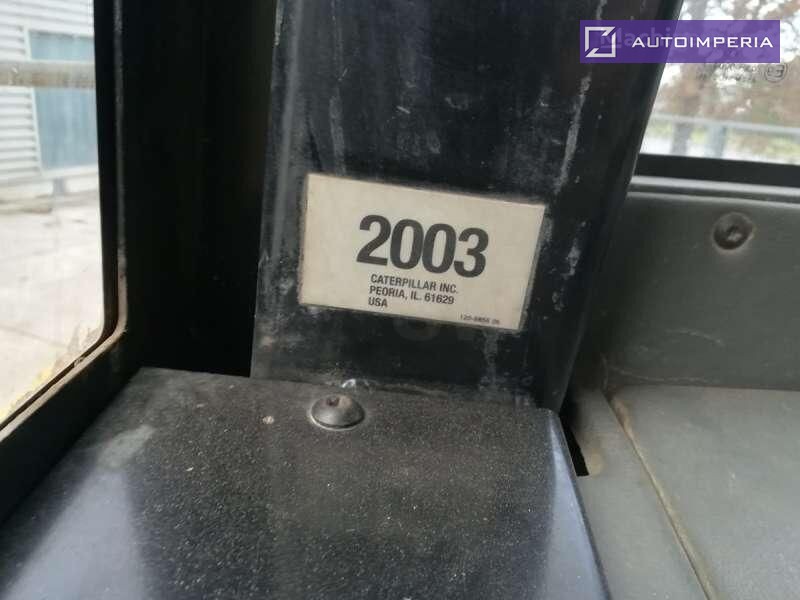 AUTOIMPERIA
2003
CATERPILLAR INC.
PEORIA, IL. 61629
USA